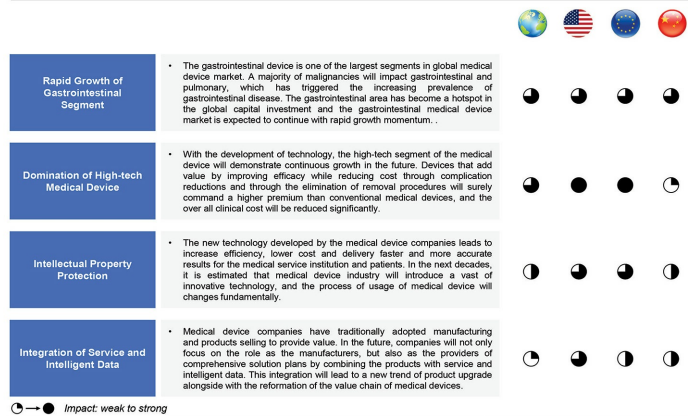 Rapid Growth of
Gastrointestinal
Segment
• The gastrointestinal device is one of the largest segments in global medical
device market. A majority of malignancies will impact gastrointestinal and
pulmonary, which has triggered the increasing prevalence of
gastrointestinal disease. The gastrointestinal area has become a hotspot in
the global capital investment and the gastrointestinal medical device
market is expected to continue with rapid growth momentum. .
Domination of High-tech
Medical Device
• With the development of technology, the high-tech segment of the medical
device will demonstrate continuous growth in the future. Devices that add
value by improving efficacy while reducing cost through complication
reductions and through the elimination of removal procedures will surely
command a higher premium than conventional medical devices, and the
over all clinical cost will be reduced significantly.
Intellectual Property
Protection
• The new technology developed by the medical device companies leads to
increase efficiency, lower cost and delivery faster and more accurate
results for the medical service institution and patients. In the next decades,
it is estimated that medical device industry will introduce a vast of
innovative technology, and the process of usage of medical device will
changes fundamentally.
Integration of Service and
Intelligent Data
• Medical device companies have traditionally adopted manufacturing
and products selling to provide value. In the future, companies will not only
focus on the role as the manufacturers, but also as the providers of
comprehensive solution plans by combining the products with service and
intelligent data. This integration will lead to a new trend of product upgrade
alongside with the reformation of the value chain of medical devices.
Impact: weak to strong